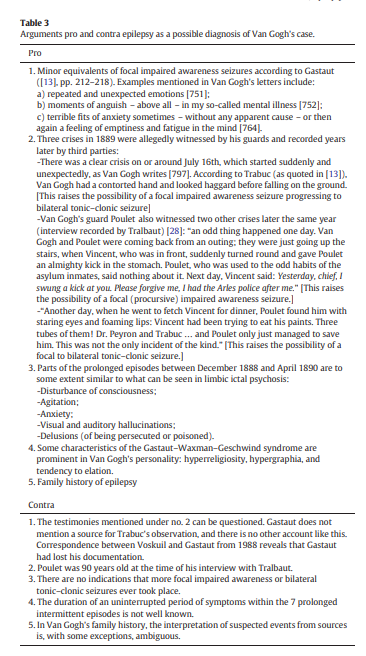 Table 3
Arguments pro and contra epilepsy as a possible diagnosis of Van Gogh's case.
Pro
1. Minor equivalents of focal impaired awareness seizures according to Gastaut
([13], pp. 212–218). Examples mentioned in Van Gogh's letters include:
a) repeated and unexpected emotions [751];
b) moments of anguish – above all – in my so-called mental illness [752];
c) terrible fits of anxiety sometimes – without any apparent cause – or then
again a feeling of emptiness and fatigue in the mind [764].
2. Three crises in 1889 were allegedly witnessed by his guards and recorded years
later by third parties:
-There was a clear crisis on or around July 16th, which started suddenly and
unexpectedly, as Van Gogh writes [797]. According to Trabuc (as quoted in [13]),
Van Gogh had a contorted hand and looked haggard before falling on the ground.
[This raises the possibility of a focal impaired awareness seizure progressing to
bilateral tonic–clonic seizure]
-Van Gogh's guard Poulet also witnessed two other crises later the same year
(interview recorded by Tralbaut) [28]: "an odd thing happened one day. Van
Gogh and Poulet were coming back from an outing; they were just going up the
stairs, when Vincent, who was in front, suddenly turned round and gave Poulet
an almighty kick in the stomach. Poulet, who was used to the odd habits of the
asylum inmates, said nothing about it. Next day, Vincent said: Yesterday, chief, I
swung a kick at you. Please forgive me, I had the Arles police after me." [This raises
the possibility of a focal (procursive) impaired awareness seizure.]
-"Another day, when he went to fetch Vincent for dinner, Poulet found him with
staring eyes and foaming lips: Vincent had been trying to eat his paints. Three
tubes of them! Dr. Peyron and Trabuc ... and Poulet only just managed to save
him. This was not the only incident of the kind." [This raises the possibility of a
focal to bilateral tonic–clonic seizure.]
3. Parts of the prolonged episodes between December 1888 and April 1890 are to
some extent similar to what can be seen in limbic ictal psychosis:
-Disturbance of consciousness;
-Agitation;
-Anxiety;
-Visual and auditory hallucinations;
-Delusions (of being persecuted or poisoned).
4. Some characteristics of the Gastaut–Waxman–Geschwind syndrome are
prominent in Van Gogh's personality: hyperreligiosity, hypergraphia, and
tendency to elation.
5. Family history of epilepsy
Contra
1. The testimonies mentioned under no. 2 can be questioned. Gastaut does not
mention a source for Trabuc's observation, and there is no other account like this.
Correspondence between Voskuil and Gastaut from 1988 reveals that Gastaut
had lost his documentation.
2. Poulet was 90 years old at the time of his interview with Tralbaut.
3. There are no indications that more focal impaired awareness or bilateral
tonic–clonic seizures ever took place.
4. The duration of an uninterrupted period of symptoms within the 7 prolonged
intermittent episodes is not well known.
5. In Van Gogh's family history, the interpretation of suspected events from sources
is, with some exceptions, ambiguous.